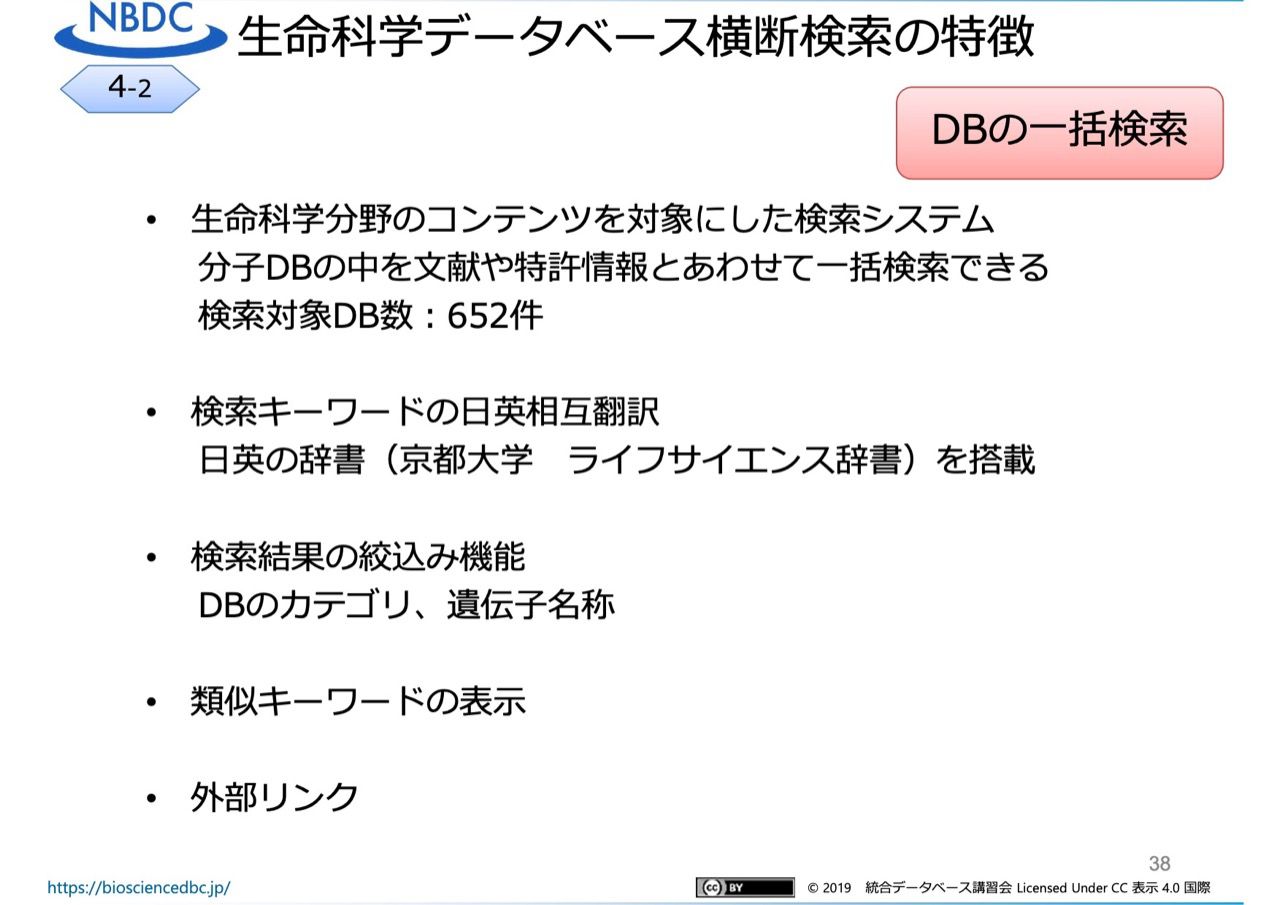 NBDC
生命科学データベース横断検索の特徴
4-2
DBの一括検索
• 生命科学分野のコンテンツを対象にした検索システム
分子DBの中を文献や特許情報とあわせて一括検索できる
検索対象DB数：652件
• 検索キーワードの日英相互翻訳
日英の辞書（京都大学　ライフサイエンス辞書）を搭載
• 検索結果の絞込み機能
DBのカテゴリ、遺伝子名称
• 類似キーワードの表示
• 外部リンク
38
https://biosciencedbc.jp/
cc BY
© 2019　統合データベース講習会 Licensed Under CC 表示 4.0 国際